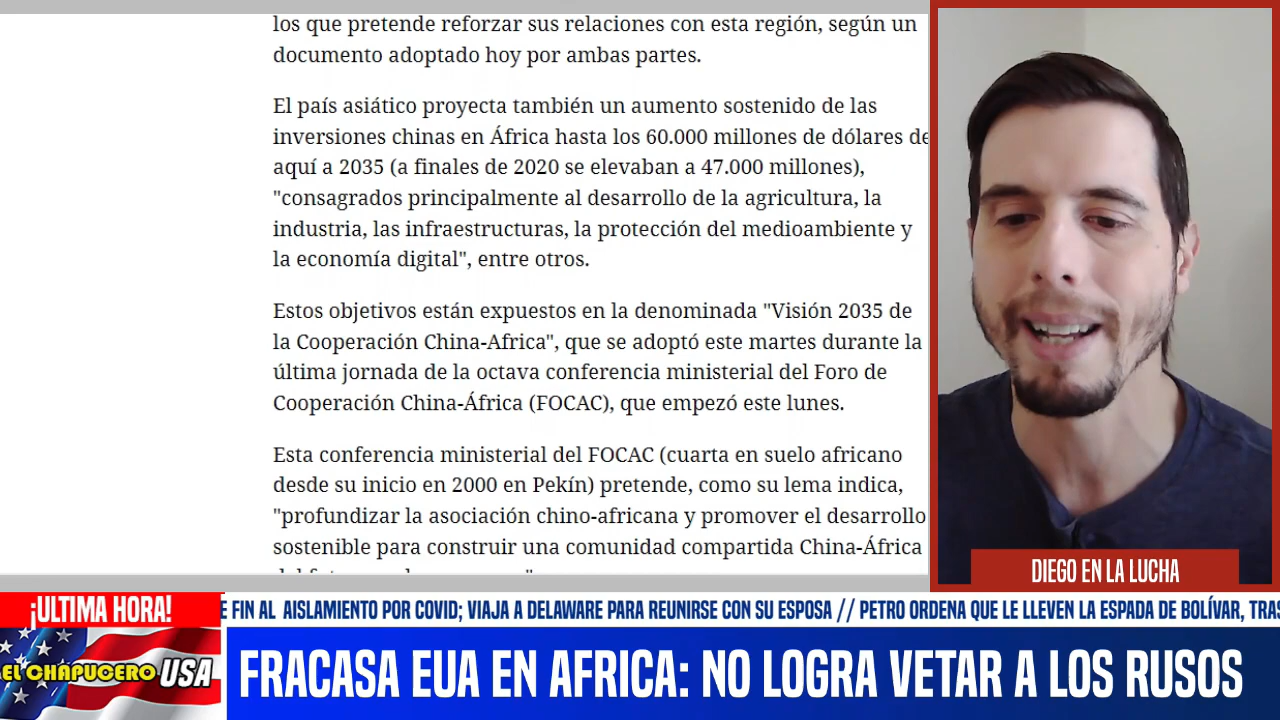 los que pretende reforzar sus relaciones con esta región, según un
documento adoptado hoy por ambas partes.
El país asiático proyecta también un aumento sostenido de las
inversiones chinas en África hasta los 60.000 millones de dólares de
aquí a 2035 (a finales de 2020 se elevaban a 47.000 millones),
"consagrados principalmente al desarrollo de la agricultura, la
industria, las infraestructuras, la protección del medioambiente y
la economía digital", entre otros.
Estos objetivos están expuestos en la denominada "Visión 2035 de
la Cooperación China-Africa", que se adoptó este martes durante la
última jornada de la octava conferencia ministerial del Foro de
Cooperación China-África (FOCAC), que empezó este lunes.
Esta conferencia ministerial del FOCAC (cuarta en suelo africano
desde su inicio en 2000 en Pekín) pretende, como su lema indica,
"profundizar la asociación chino-africana y promover el desarrollo
sostenible para construir una comunidad compartida China-África
DIEGO EN LA LUCHA
¡ULTIMA HORA!
E FIN AL AISLAMIENTO POR COVID; VIAJA A DELAWARE PARA REUNIRSE CON SU ESPOSA // PETRO ORDENA QUE LE LLEVEN LA ESPADA DE BOLÍVAR, TRAS
EL CHAPUCERO USA
FRACASA EUA EN AFRICA: NO LOGRA VETAR A LOS RUSOS